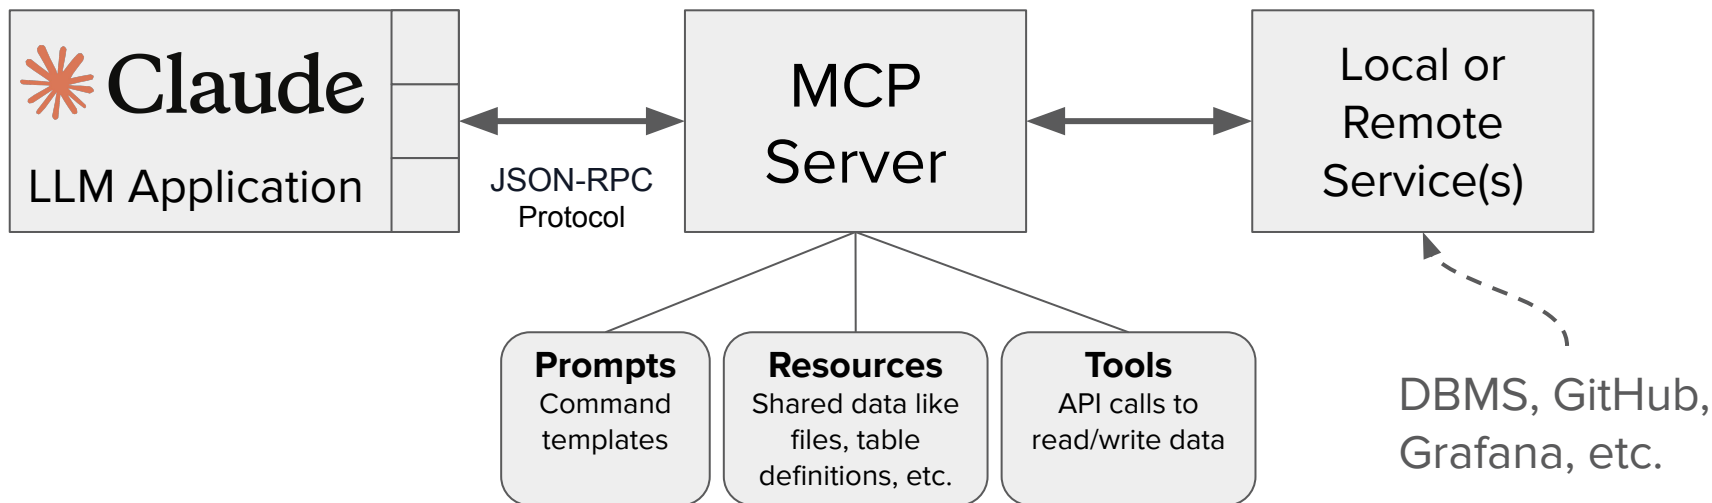 Claude
LLM Application
JSON-RPC
Protocol
MCP
Server
Local or
Remote
Service(s)
Prompts
Command
templates
Resources
Shared data like
files, table
definitions, etc.
Tools
API calls to
read/write data
DBMS, GitHub,
Grafana, etc.